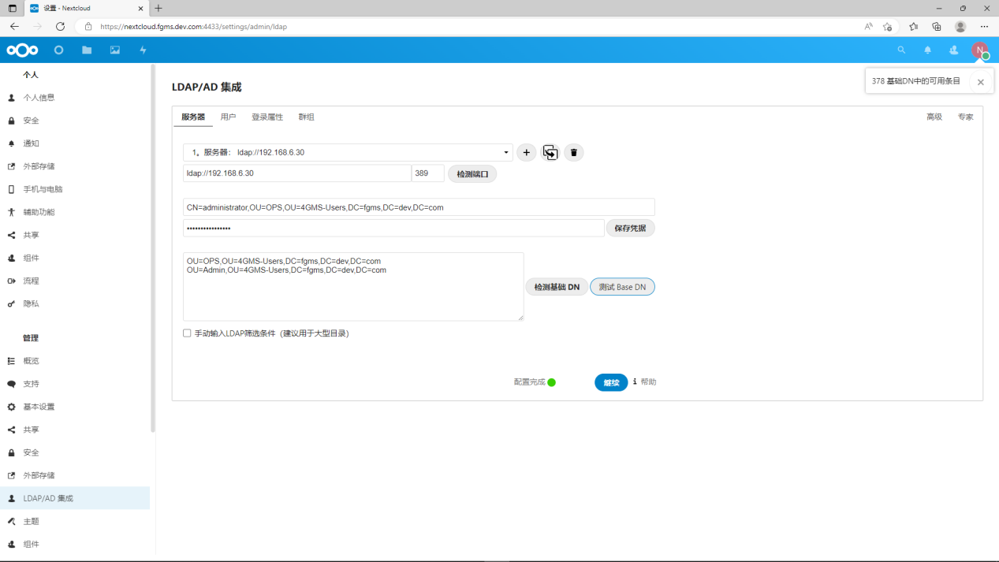 设置 - Nextcloud
https://nextcloud.fgms.dev.com:4433/settings/admin/ldap
N
378 基础DN中的可用条目
个人
个人信息
安全
通知
外部存储
手机与电脑
辅助功能
共享
组件
流程
隐私
管理
概览
支持
基本设置
共享
安全
外部存储
LDAP/AD 集成
主题
组件
LDAP/AD 集成
服务器 用户 登录属性 群组 高级 专家
1。服务器： ldap://192.168.6.30
ldap://192.168.6.30 389 检测端口
CN=administrator,OU=OPS,OU=4GMS-Users,DC=fgms,DC=dev,DC=com
•••••••••••••••• 保存凭据
OU=OPS,OU=4GMS-Users,DC=fgms,DC=dev,DC=com
OU=Admin,OU=4GMS-Users,DC=fgms,DC=dev,DC=com
检测基础 DN 测试 Base DN
手动输入LDAP筛选条件（建议用于大型目录）
配置完成 继续 i 帮助